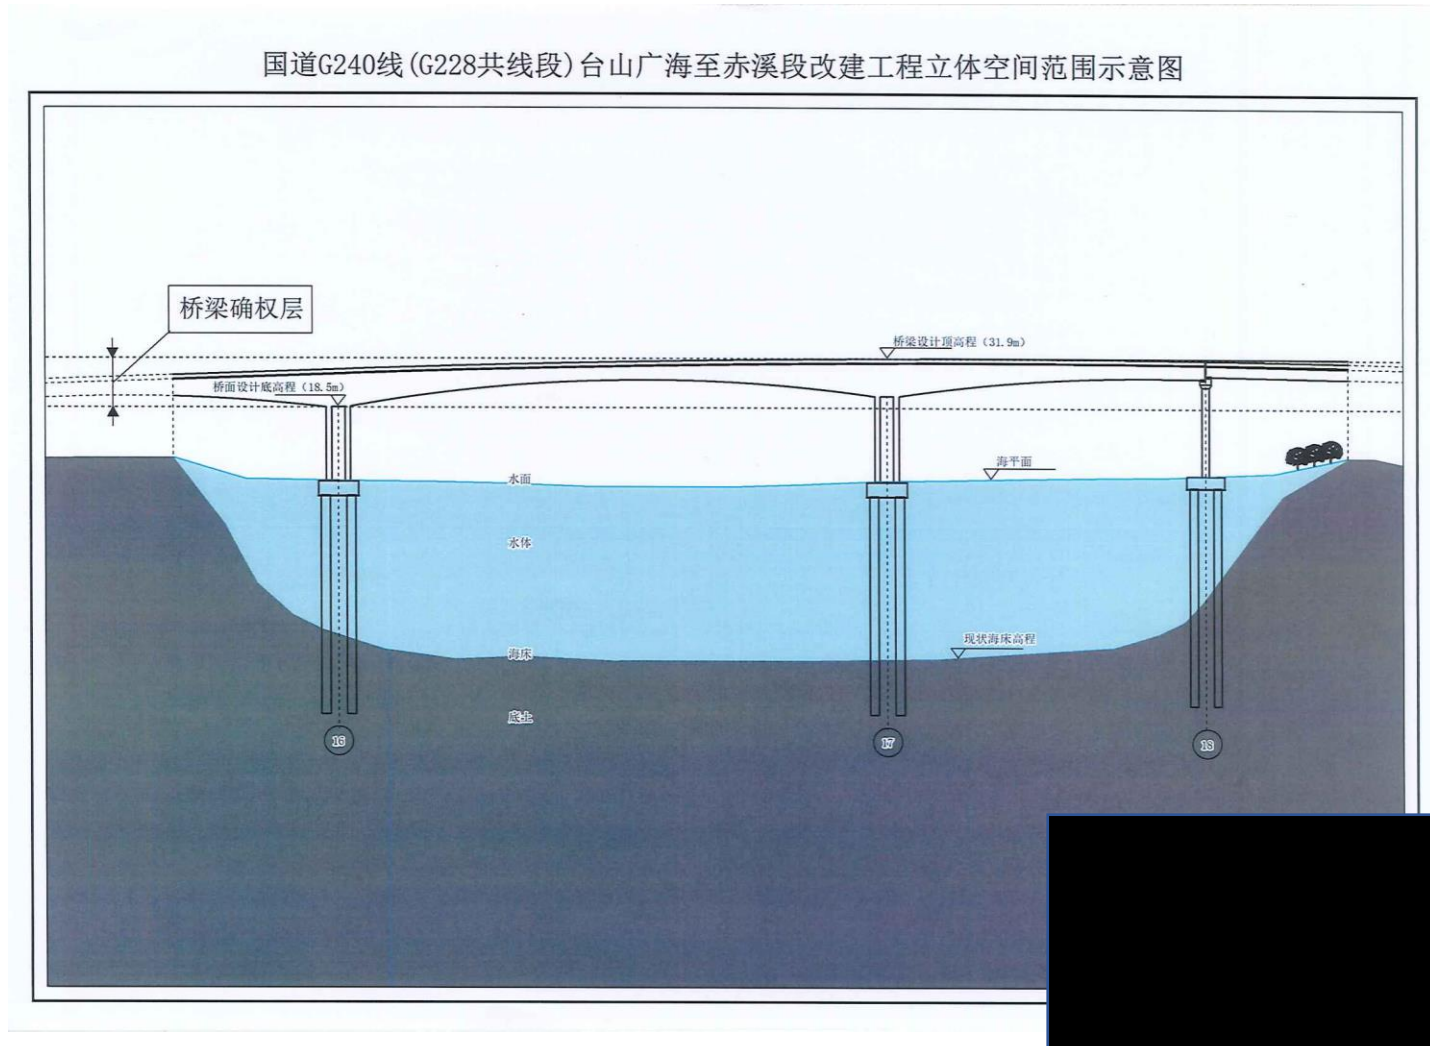 国道G240线(G228共线段)台山广海至赤溪段改建工程立体空间范围示意图
桥梁确权层
桥梁设计顶高程（31.9m）
桥面设计底高程（18.5m）
海平面
水面
水体
现状海床高程
海床
底土
16
17
18